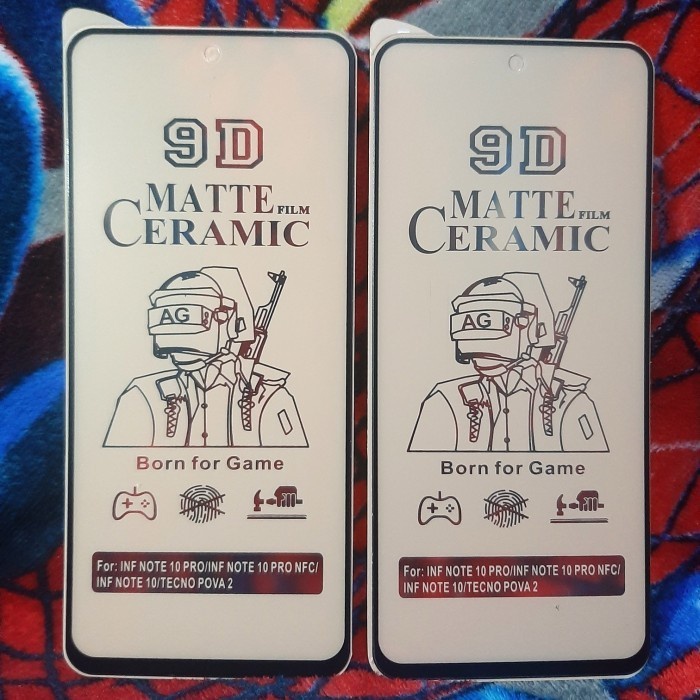 9D
MATTE FILM
CERAMIC
AG
Born for Game
For: INF NOTE 10 PRO/INF NOTE 10 PRO NFC/
INF NOTE 10/TECNO POVA 2
9D
MATTE FILM
CERAMIC
AG
Born for Game
For: INF NOTE 10 PRO/INF NOTE 10 PRO NFC/
INF NOTE 10/TECNO POVA 2